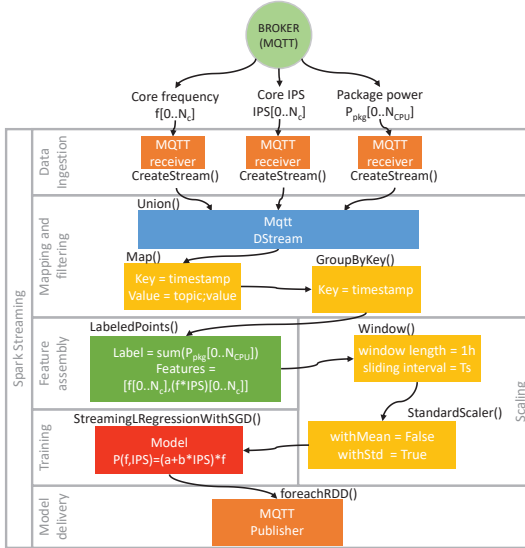 BROKER
(MQTT)
Core frequency
f[0..Nc]
Core IPS
IPS[0..Nc]
Package power
Ppkg[0..NCPU]
Spark Streaming
Data
Ingestion
MQTT
receiver
MQTT
receiver
MQTT
receiver
CreateStream()
CreateStream()
CreateStream()
Mapping and
filtering
Union()
Mqtt
DStream
Map()
Key = timestamp
Value = topic;value
GroupByKey()
Key = timestamp
Feature
assembly
LabeledPoints()
Label = sum(Ppkg[0..NCPU])
Features =
[f[0..Nc],(f*IPS)[0..Nc]]
Window()
window length = 1h
sliding interval = Ts
Scaling
StandardScaler()
withMean = False
withStd = True
Training
StreamingLRegressionWithSGD()
Model
P(f,IPS)=(a+b*IPS)*f
Model
delivery
foreachRDD()
MQTT
Publisher